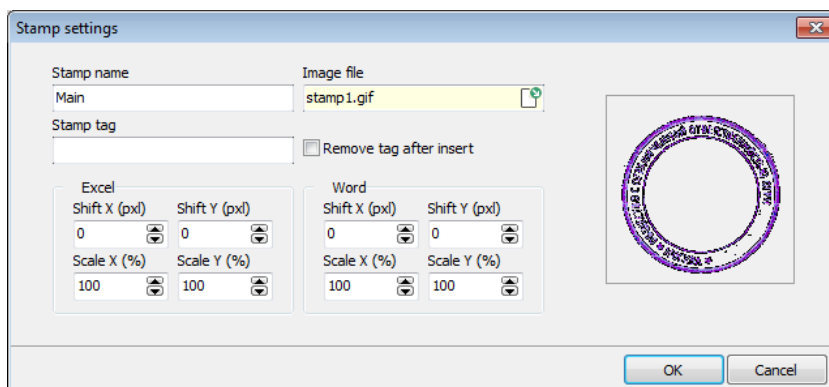 Stamp settings
Stamp name
Image file
Main
stamp1.gif
Stamp tag
Remove tag after insert
Excel
Word
Shift X (pxl) Shift Y (pxl) Shift X (pxl) Shift Y (pxl)
0 0 0 0
Scale X (%) Scale Y (%) Scale X (%) Scale Y (%)
100 100 100 100
OK Cancel